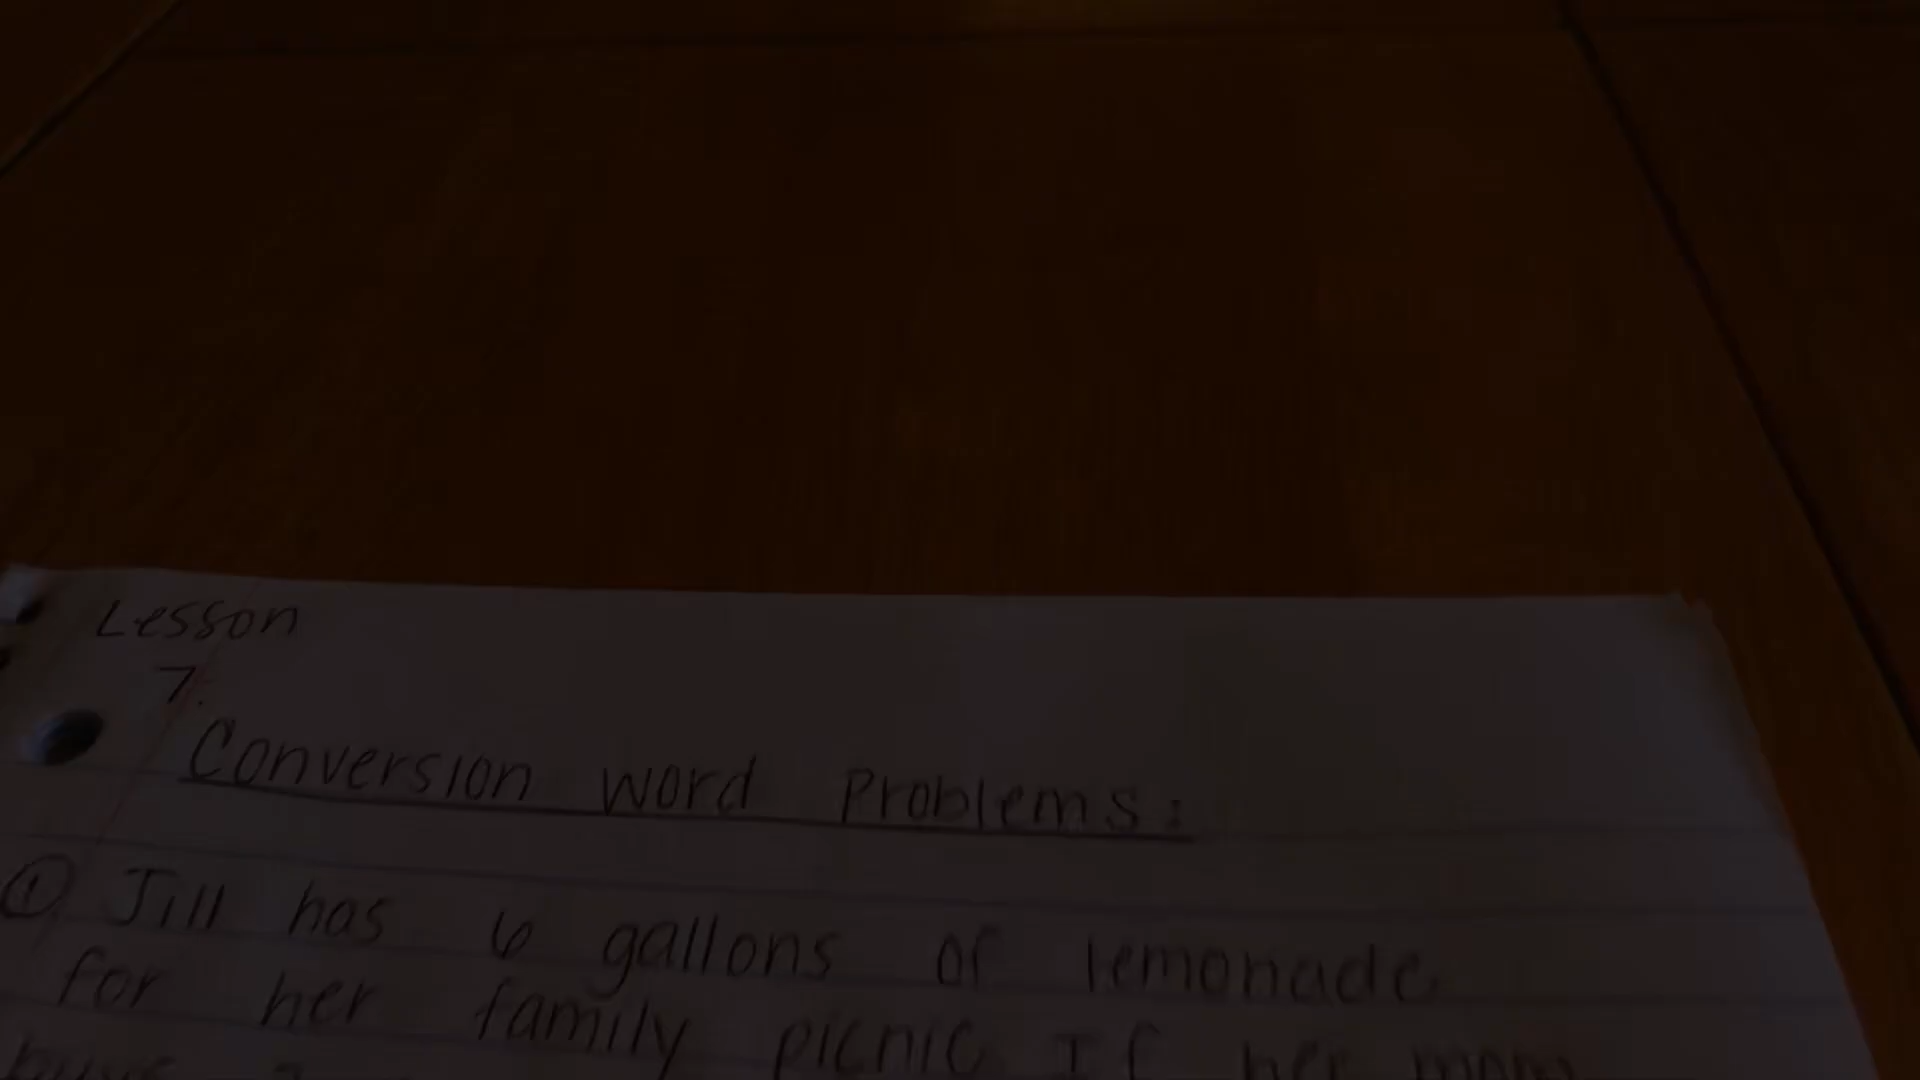 Lesson
7.
Conversion word problems:
① Jill has 6 gallons of lemonade
for her family picnic. If her mom
buys